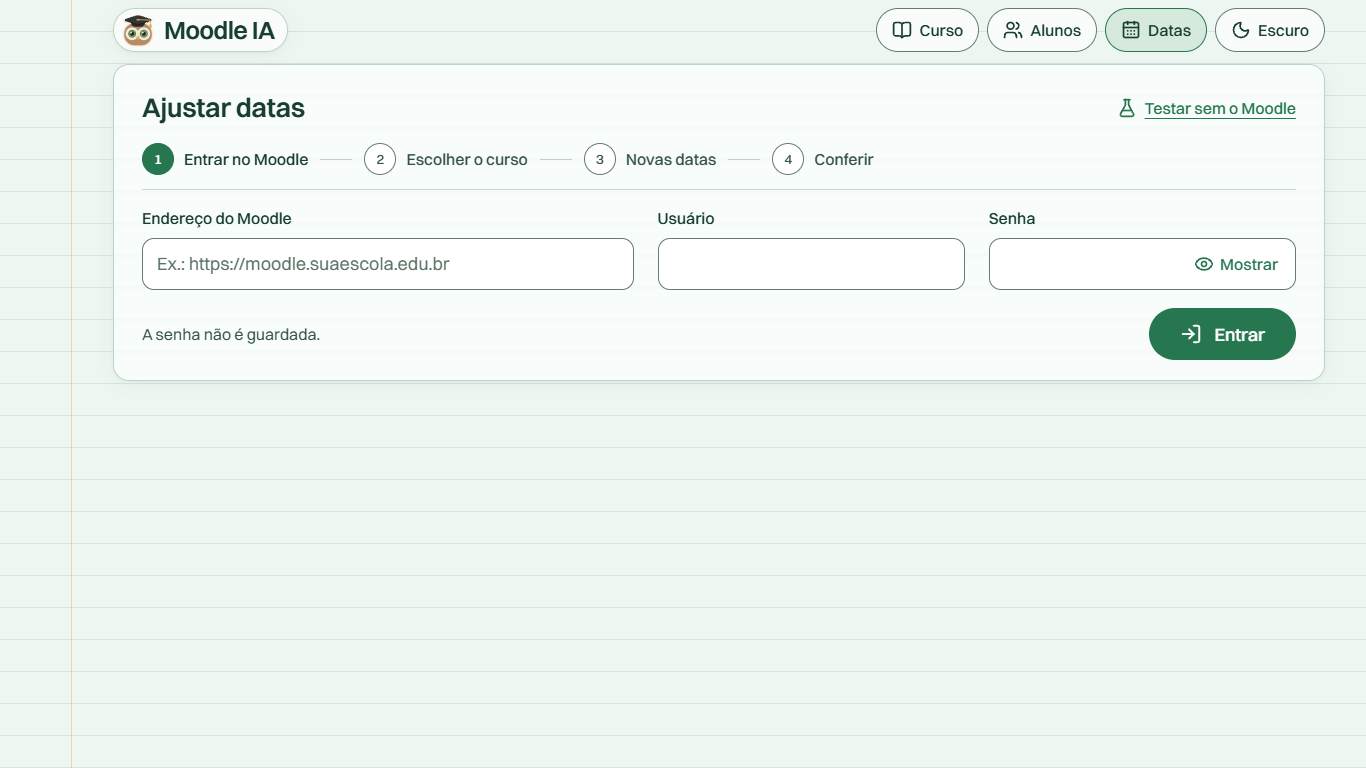 Moodle IA
Curso
Alunos
Datas
Escuro
Ajustar datas
Testar sem o Moodle
1 Entrar no Moodle
2 Escolher o curso
3 Novas datas
4 Conferir
Endereço do Moodle
Usuário
Senha
Ex.: https://moodle.suaescola.edu.br
Mostrar
A senha não é guardada.
Entrar